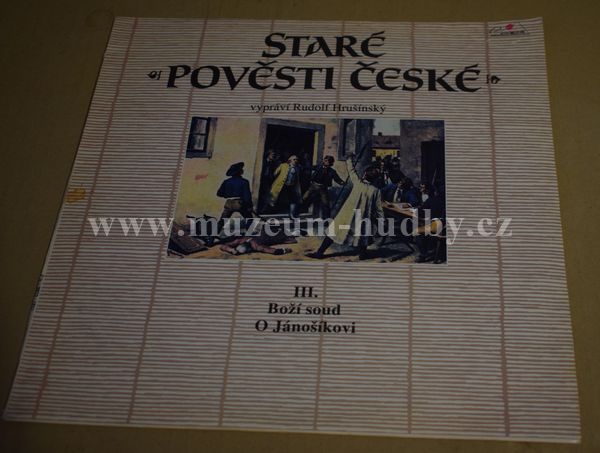 STARÉ
POVĚSTI ČESKÉ
vypráví Rudolf Hrušínský
www.muzeum-hudby.cz
III.
Boží soud
O Jánošíkovi